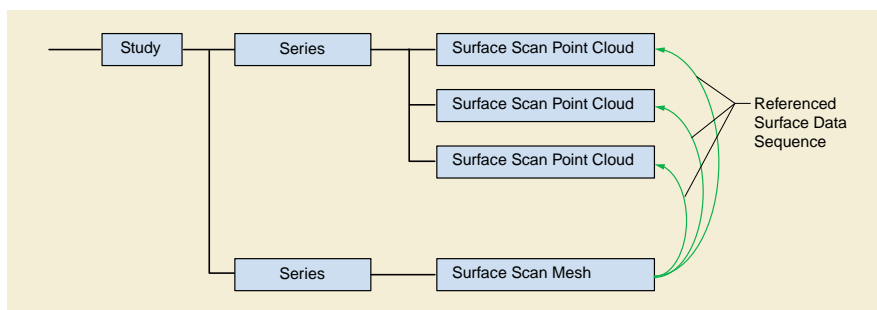 Study
Series
Surface Scan Point Cloud
Surface Scan Point Cloud
Surface Scan Point Cloud
Referenced
Surface Data
Sequence
Series
Surface Scan Mesh